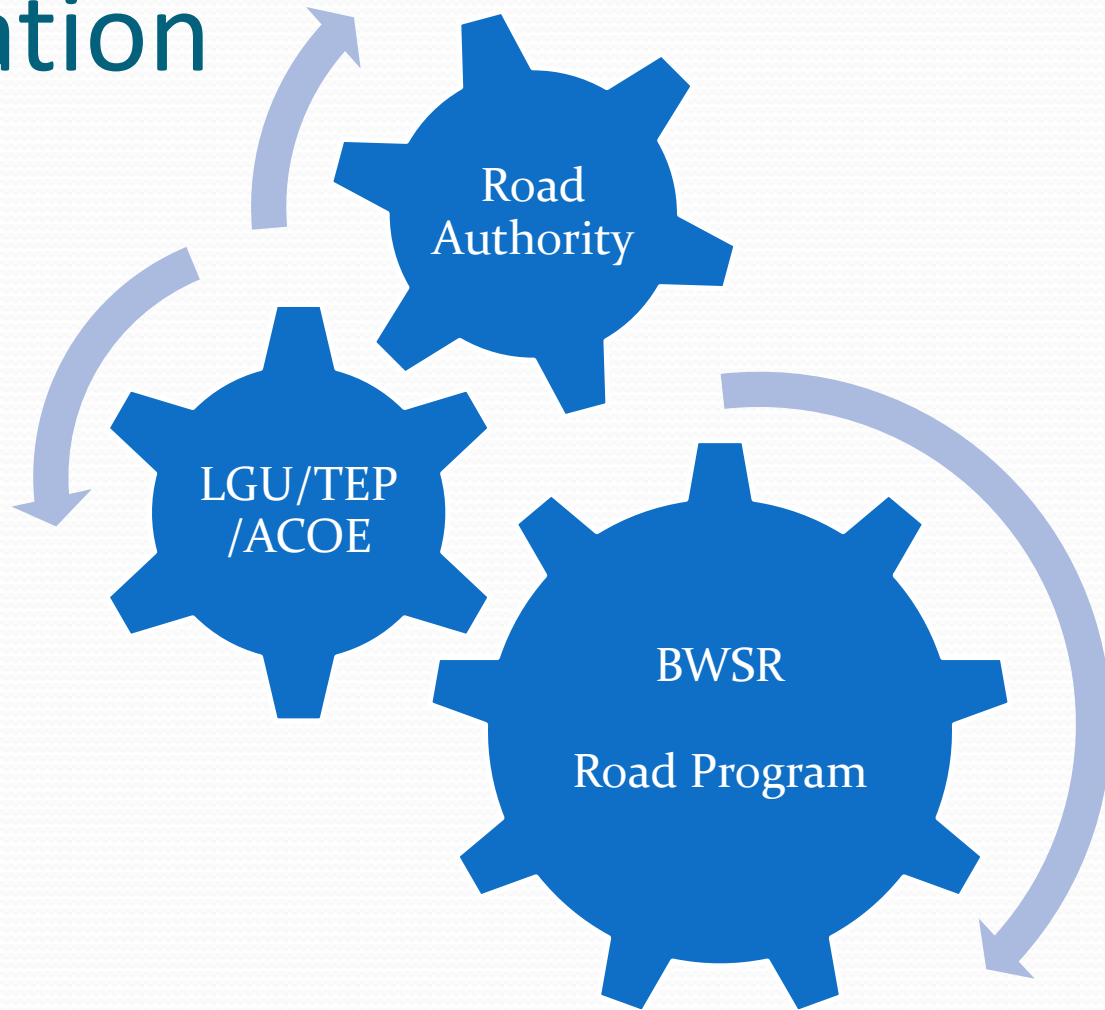 ation
Road
Authority
LGU/TEP
/ACOE
BWSR
Road Program